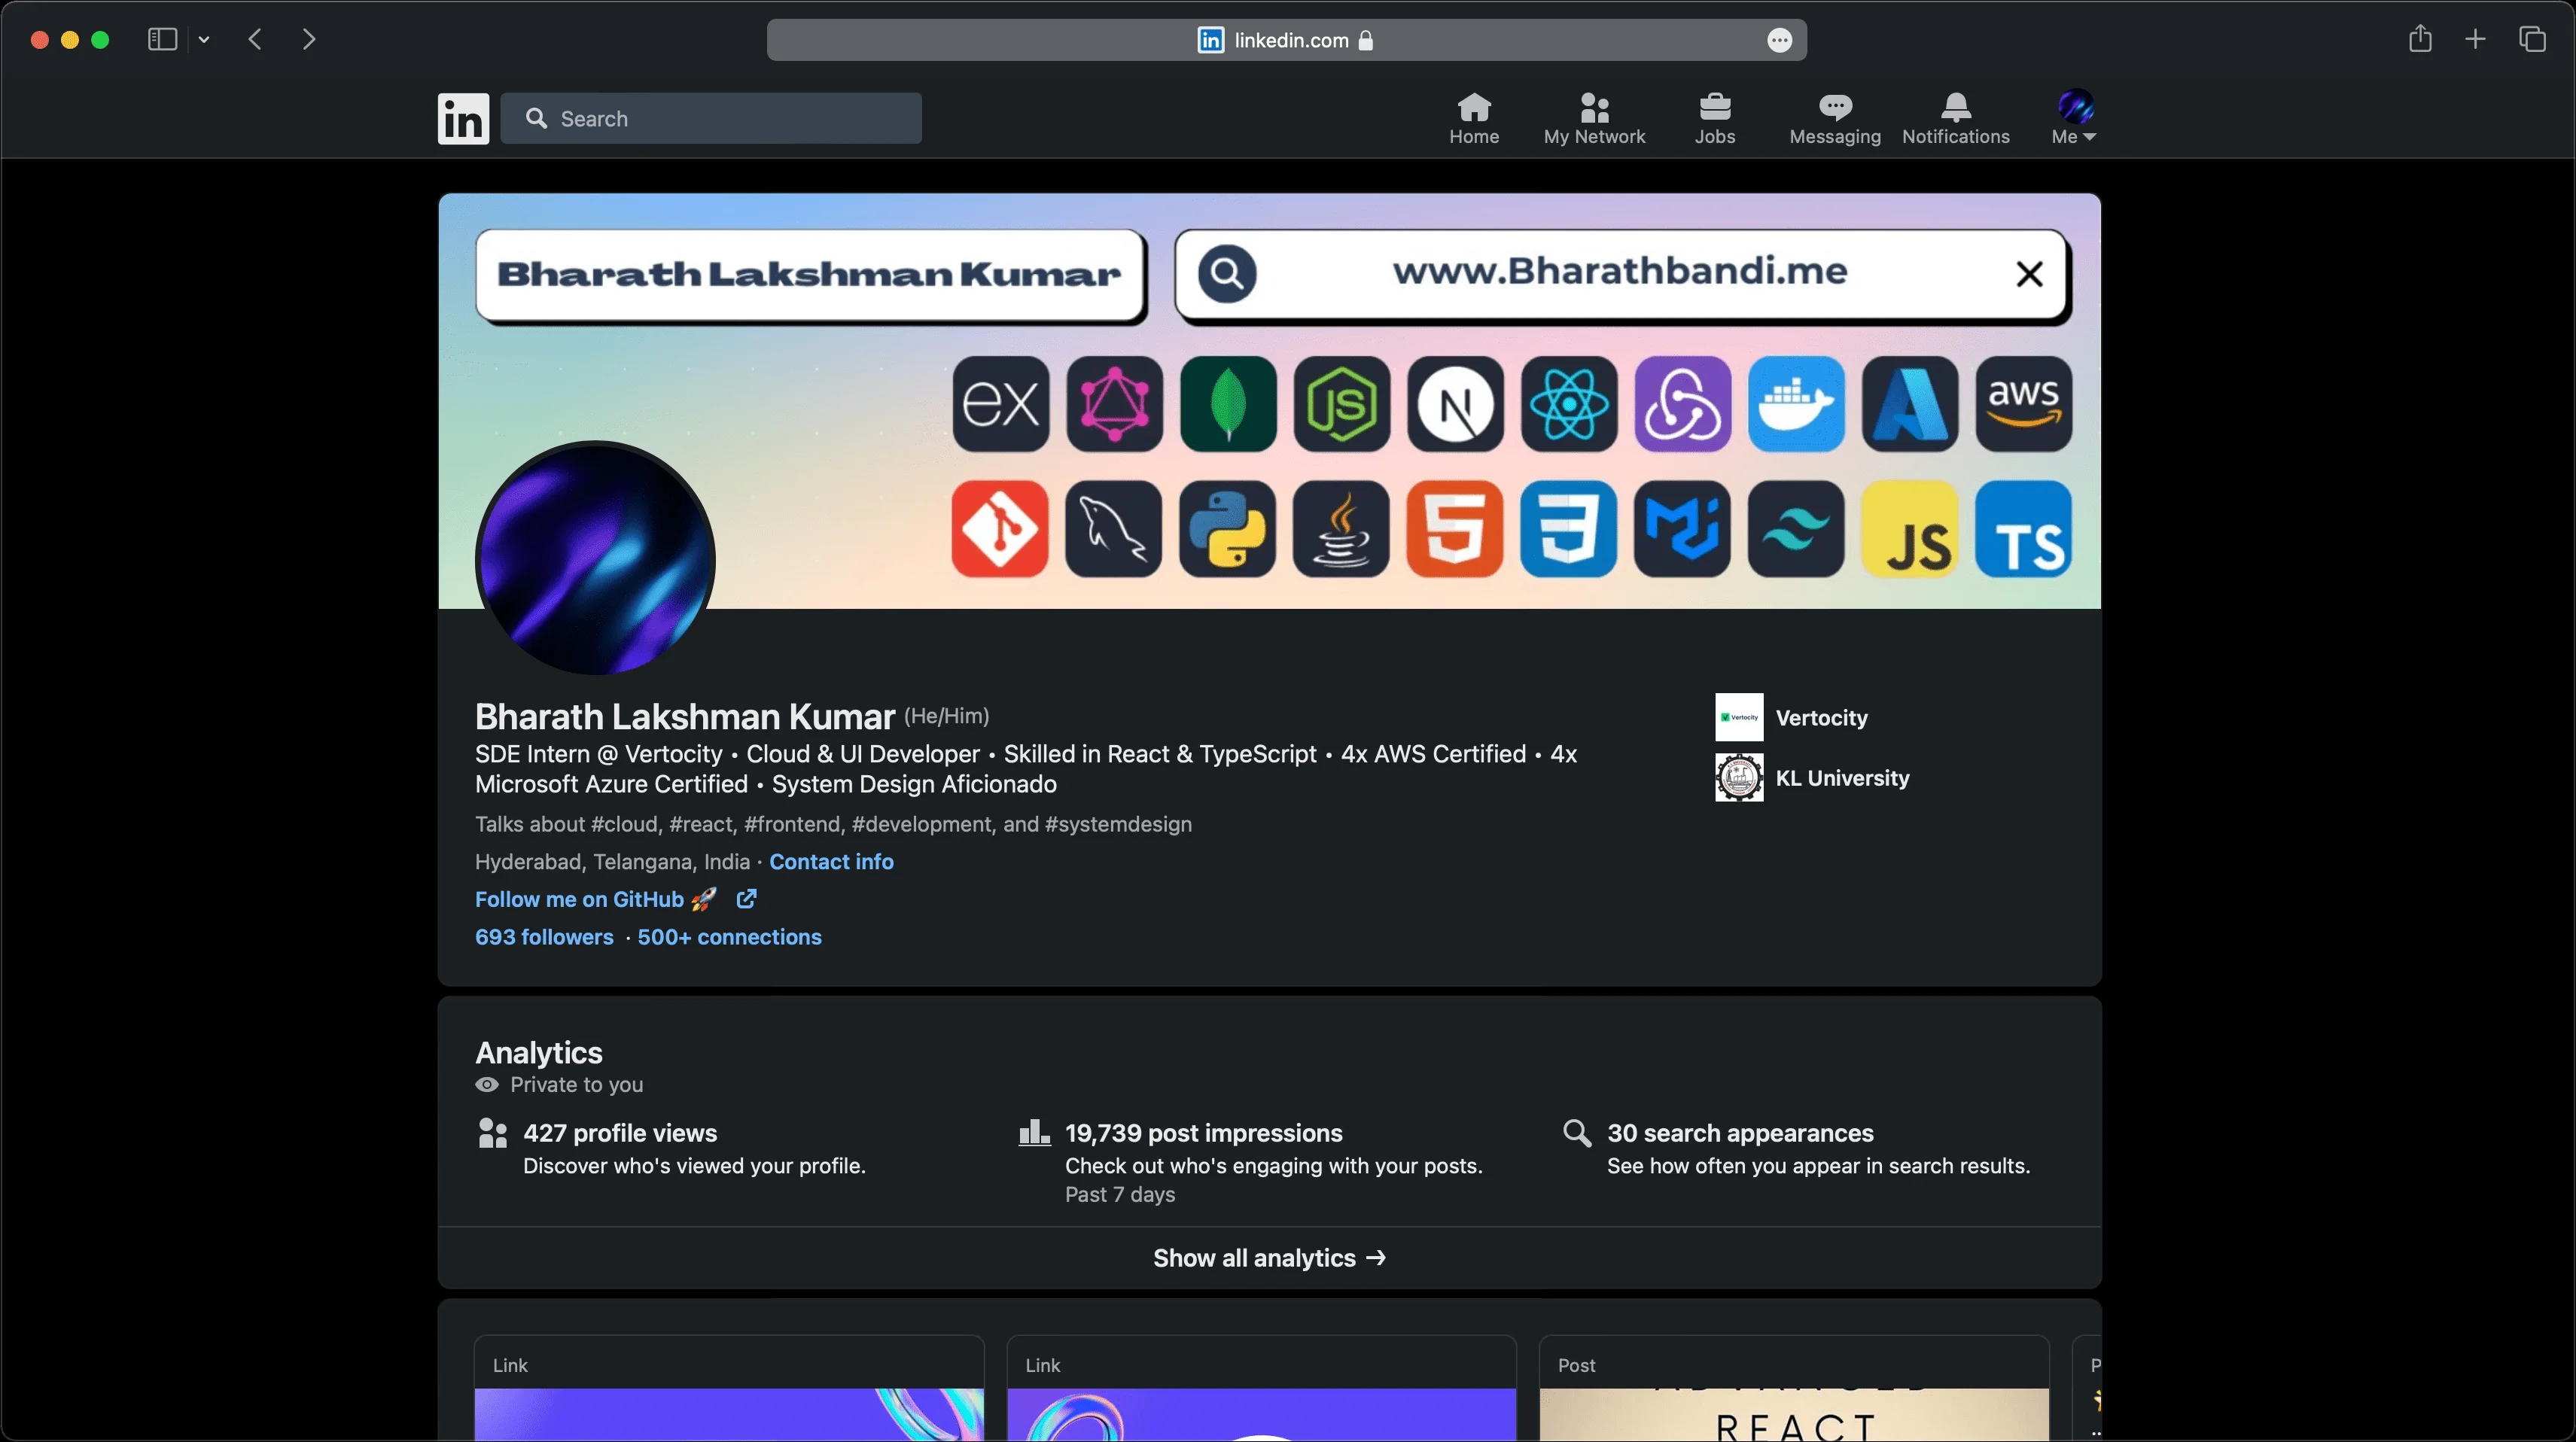 linkedin.com
in
Search
Home
My Network
Jobs
Messaging
Notifications
Me
Bharath Lakshman Kumar
www.Bharathbandi.me
ex
JS
N
aws
JS
TS
Bharath Lakshman Kumar (He/Him)
SDE Intern @ Vertocity • Cloud & UI Developer • Skilled in React & TypeScript • 4x AWS Certified • 4x
Microsoft Azure Certified • System Design Aficionado
Talks about #cloud, #react, #frontend, #development, and #systemdesign
Hyderabad, Telangana, India · Contact info
Follow me on GitHub 🚀
693 followers · 500+ connections
Vertocity
Vertocity
KL University
Analytics
Private to you
427 profile views
Discover who's viewed your profile.
19,739 post impressions
Check out who's engaging with your posts.
Past 7 days
30 search appearances
See how often you appear in search results.
Show all analytics →
Link
Link
Post
REACT